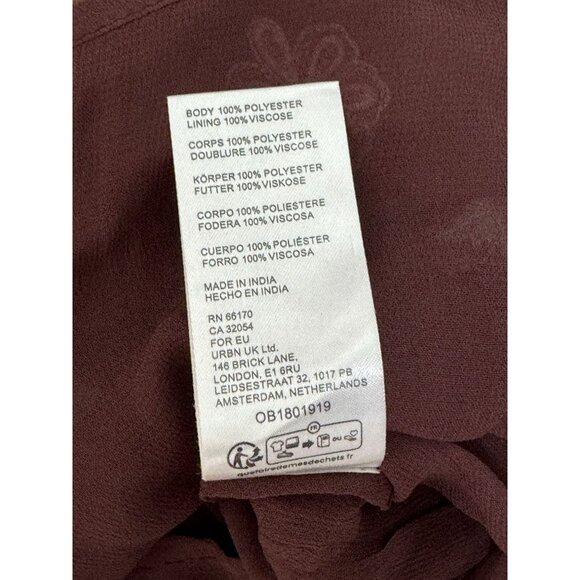 BODY 100% POLYESTER
LINING 100% VISCOSE
CORPS 100% POLYESTER
DOUBLURE 100% VISCOSE
KÖRPER 100% POLYESTER
FUTTER 100% VISKOSE
CORPO 100% POLIESTERE
FODERA 100% VISCOSA
CUERPO 100% POLIÉSTER
FORRO 100% VISCOSA
MADE IN INDIA
HECHO EN INDIA
RN 66170
CA 32054
FOR EU
URBN UK Ltd.
146 BRICK LANE,
LONDON, E1 6RU
LEIDSESTRAAT 32, 1017 PB
AMSTERDAM, NETHERLANDS
OB1801919
FR
OU
quefairedemesdechets.fr